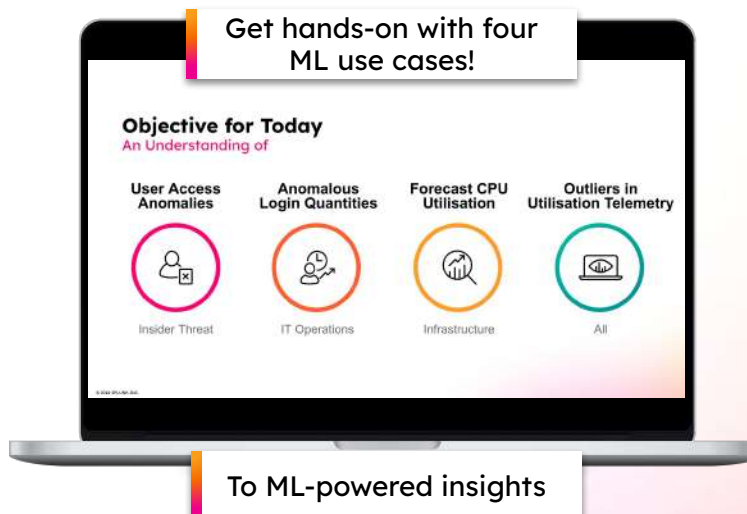 Get hands-on with four
ML use cases!
Objective for Today
An Understanding of
User Access
Anomalies
Anomalous
Login Quantities
Forecast CPU
Utilisation
Outliers in
Utilisation Telemetry
Insider Threat
IT Operations
Infrastructure
All
To ML-powered insights